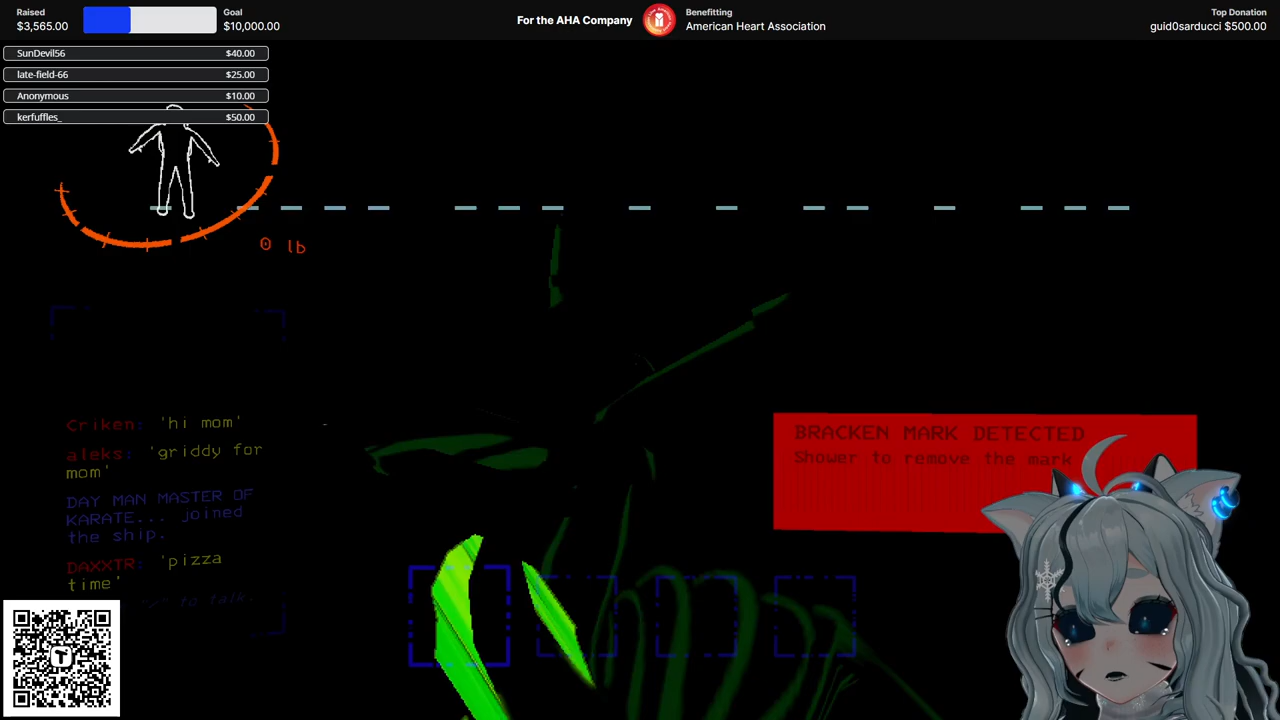 Raised
$3,565.00
Goal
$10,000.00
For the AHA Company
Benefitting
American Heart Association
Top Donation
guid0sarducci $500.00
SunDevil56 $40.00
late-field-66 $25.00
Anonymous $10.00
kerfuffles_ $50.00
0 lb
Criken: 'hi mom'
aleks: 'griddy for
mom'
DAY MAN MASTER OF
KARATE... joined
the ship.
DAXXTR: 'pizza
time'
to talk.
BRACKEN MARK DETECTED
Shower to remove the mark